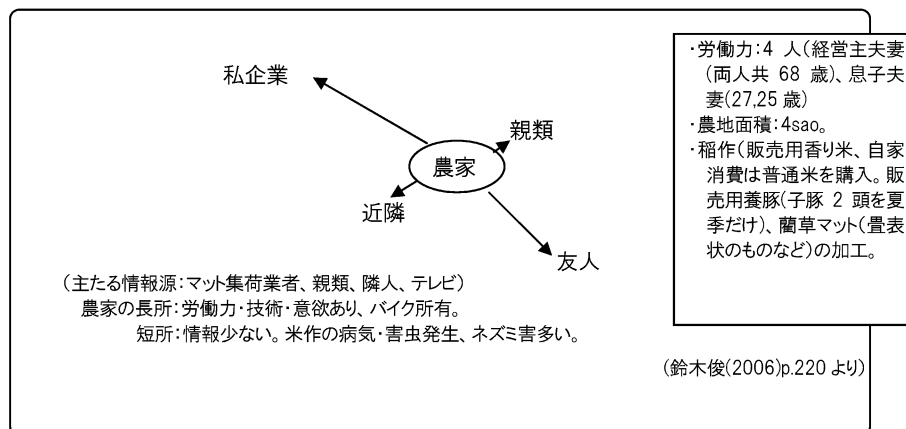 私企業
親類
農家
近隣
友人
(主たる情報源:マット集荷業者、親類、隣人、テレビ)
農家の長所:労働力・技術・意欲あり、バイク所有。
短所:情報少ない。米作の病気・害虫発生、ネズミ害多い。
・労働力:4 人(経営主夫妻
(両人共 68 歳)、息子夫
妻(27,25 歳)
・農地面積:4sao。
・稲作(販売用香り米、自家
消費は普通米を購入。販
売用養豚(子豚 2 頭を夏
季だけ)、藺草マット(畳表
状のものなど)の加工。
(鈴木俊(2006)p.220 より)